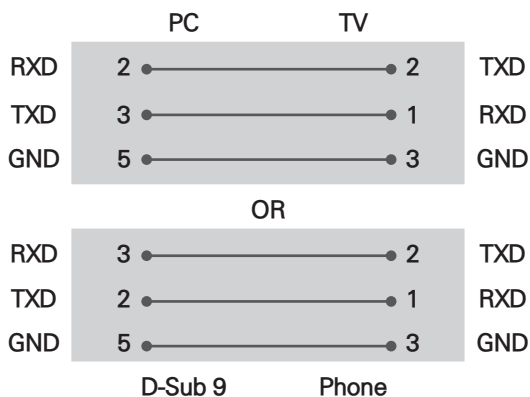 PC TV
RXD 2 2 TXD
TXD 3 1 RXD
GND 5 3 GND
OR
RXD 3 2 TXD
TXD 2 1 RXD
GND 5 3 GND
D-Sub 9 Phone